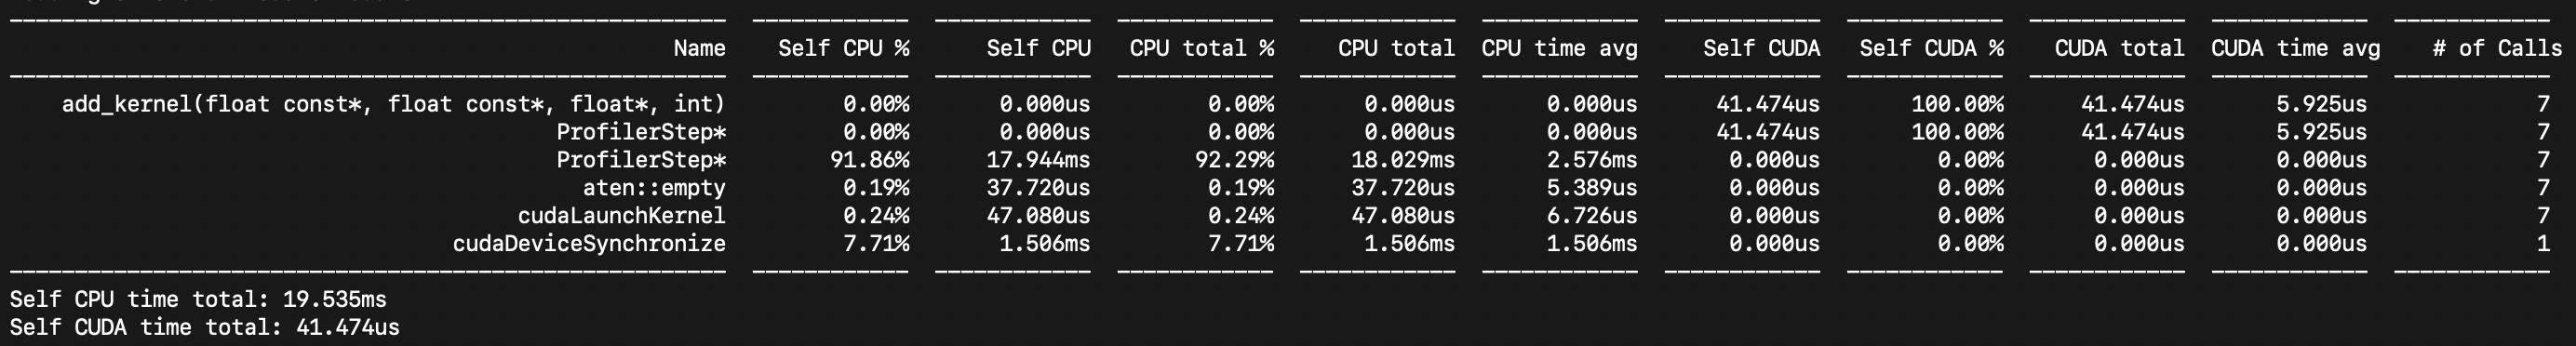 Name Self CPU % Self CPU CPU total % CPU total CPU time avg Self CUDA Self CUDA % CUDA total CUDA time avg # of Calls
add_kernel(float const*, float const*, float*, int) 0.00% 0.000us 0.00% 0.000us 0.000us 41.474us 100.00% 41.474us 5.925us 7
ProfilerStep* 0.00% 0.000us 0.00% 0.000us 0.000us 41.474us 100.00% 41.474us 5.925us 7
ProfilerStep* 91.86% 17.944ms 92.29% 18.029ms 2.576ms 0.000us 0.00% 0.000us 0.000us 7
aten::empty 0.19% 37.720us 0.19% 37.720us 5.389us 0.000us 0.00% 0.000us 0.000us 7
cudaLaunchKernel 0.24% 47.080us 0.24% 47.080us 6.726us 0.000us 0.00% 0.000us 0.000us 7
cudaDeviceSynchronize 7.71% 1.506ms 7.71% 1.506ms 1.506ms 0.000us 0.00% 0.000us 0.000us 1
Self CPU time total: 19.535ms
Self CUDA time total: 41.474us